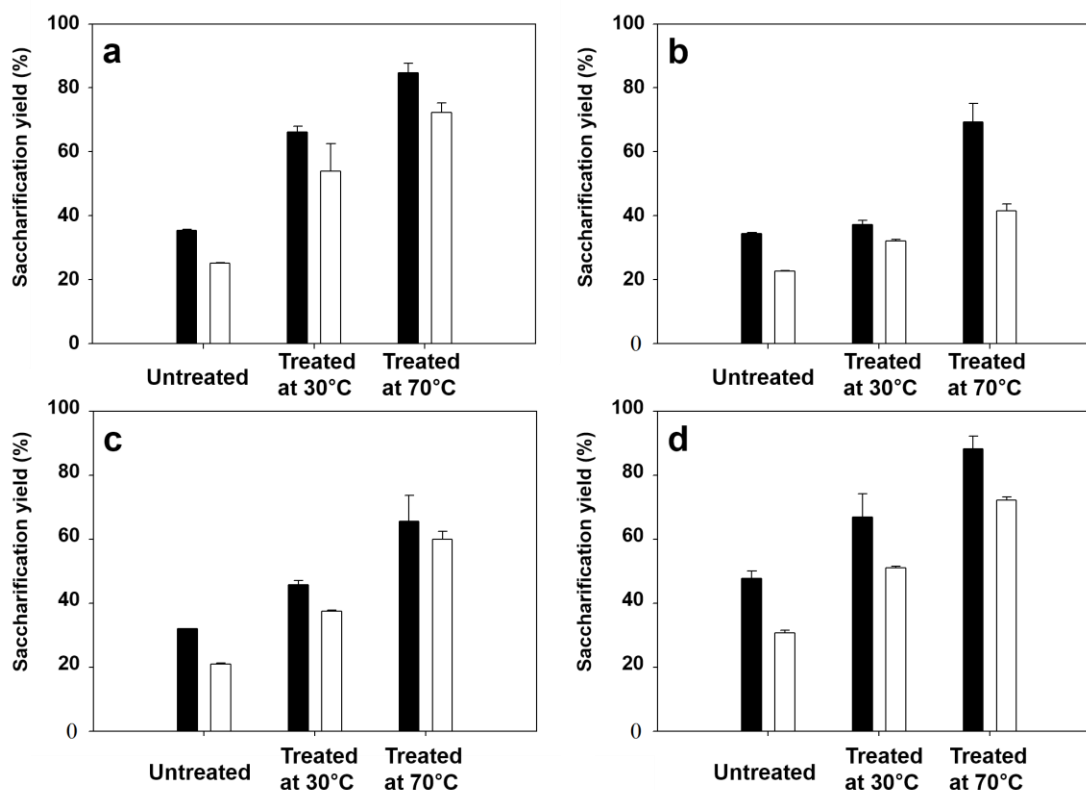 a
Saccharification yield (%)
100
80
60
40
20
0
Untreated
Treated
at 30°C
Treated
at 70°C
b
Saccharification yield (%)
100
80
60
40
20
0
Untreated
Treated
at 30°C
Treated
at 70°C
c
Saccharification yield (%)
100
80
60
40
20
0
Untreated
Treated
at 30°C
Treated
at 70°C
d
Saccharification yield (%)
100
80
60
40
20
0
Untreated
Treated
at 30°C
Treated
at 70°C